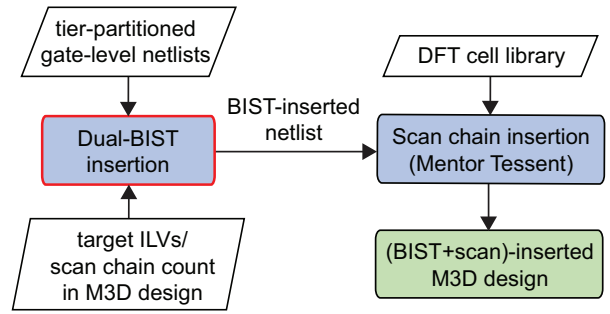 tier-partitioned
gate-level netlists
Dual-BIST
insertion
target ILVs/
scan chain count
in M3D design
BIST-inserted
netlist
DFT cell library
Scan chain insertion
(Mentor Tessent)
(BIST+scan)-inserted
M3D design